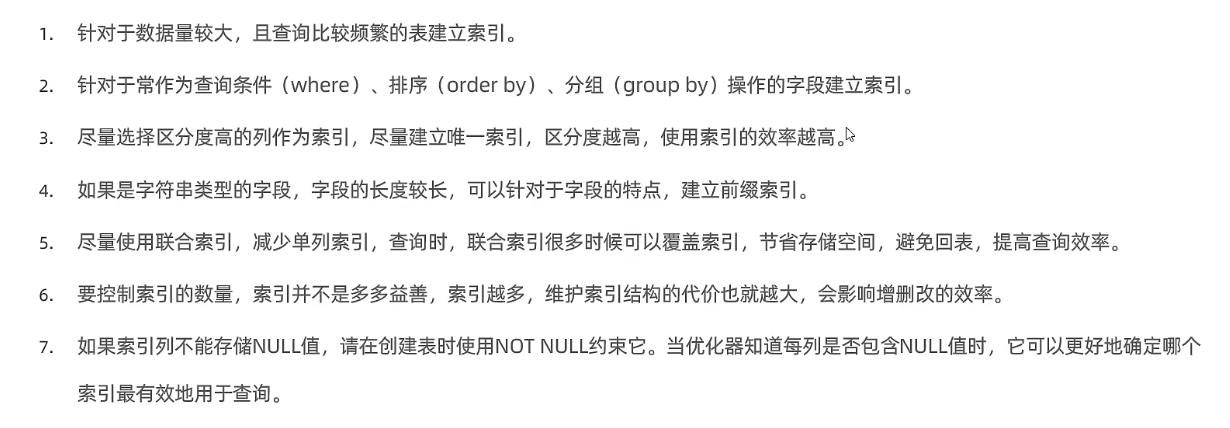 1. 针对于数据量较大，且查询比较频繁的表建立索引。
2. 针对于常作为查询条件（where）、排序（order by）、分组（group by）操作的字段建立索引。
3. 尽量选择区分度高的列作为索引，尽量建立唯一索引，区分度越高，使用索引的效率越高。
4. 如果是字符串类型的字段，字段的长度较长，可以针对于字段的特点，建立前缀索引。
5. 尽量使用联合索引，减少单列索引，查询时，联合索引很多时候可以覆盖索引，节省存储空间，避免回表，提高查询效率。
6. 要控制索引的数量，索引并不是多多益善，索引越多，维护索引结构的代价也就越大，会影响增删改的效率。
7. 如果索引列不能存储NULL值，请在创建表时使用NOT NULL约束它。当优化器知道每列是否包含NULL值时，它可以更好地确定哪个
索引最有效地用于查询。